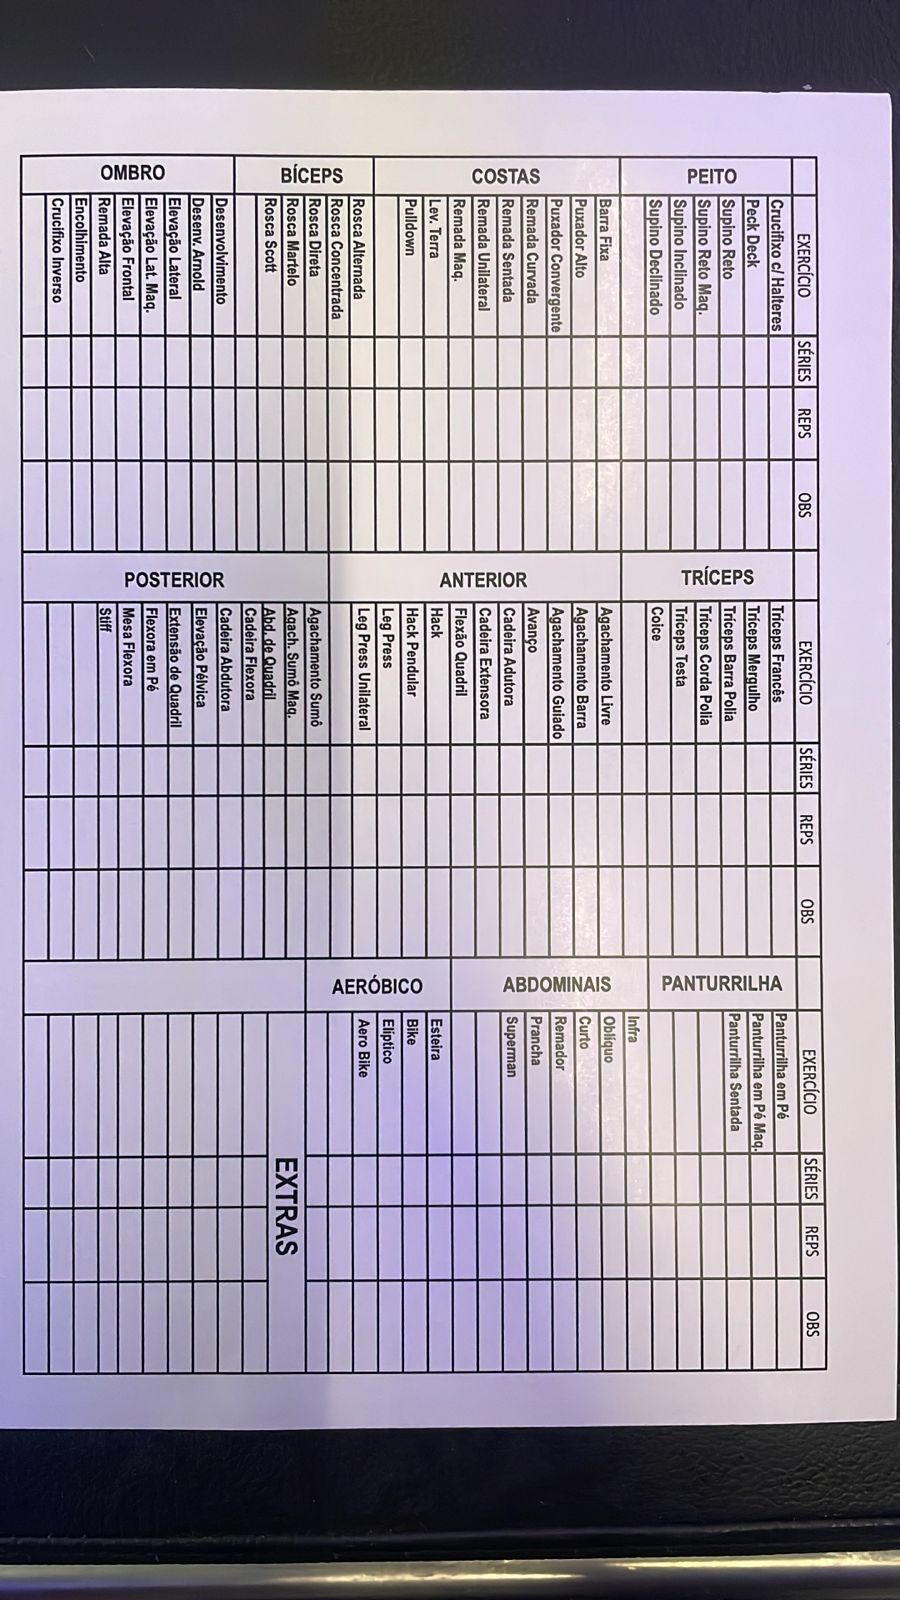 EXERCÍCIO SÉRIES REPS OBS
PEITO
Crucifixo c/ Halteres
Peck Deck
Supino Reto
Supino Reto Maq.
Supino Inclinado
Supino Declinado
COSTAS
Barra Fixa
Puxador Alto
Puxador Convergente
Remada Curvada
Remada Sentada
Remada Unilateral
Remada Maq.
Lev. Terra
Pulldown
BÍCEPS
Rosca Alternada
Rosca Concentrada
Rosca Direta
Rosca Martelo
Rosca Scott
OMBRO
Desenvolvimento
Desenv. Arnold
Elevação Lateral
Elevação Lat. Maq.
Elevação Frontal
Remada Alta
Encolhimento
Crucifixo Inverso
EXERCÍCIO SÉRIES REPS OBS
TRÍCEPS
Tríceps Francês
Tríceps Mergulho
Tríceps Barra Polia
Tríceps Corda Polia
Tríceps Testa
Coice
ANTERIOR
Agachamento Livre
Agachamento Barra
Agachamento Guiado
Avanço
Cadeira Adutora
Cadeira Extensora
Flexão Quadril
Hack
Hack Pendular
Leg Press
Leg Press Unilateral
POSTERIOR
Agachamento Sumô
Agach. Sumô Maq.
Abd. de Quadril
Cadeira Flexora
Cadeira Abdutora
Elevação Pélvica
Extensão de Quadril
Flexora em Pé
Mesa Flexora
Stiff
EXERCÍCIO SÉRIES REPS OBS
PANTURRILHA
Panturrilha em Pé
Panturrilha em Pé Maq.
Panturrilha Sentada
ABDOMINAIS
Infra
Oblíquo
Curto
Remador
Prancha
Superman
AERÓBICO
Esteira
Bike
Elíptico
Aero Bike
EXTRAS